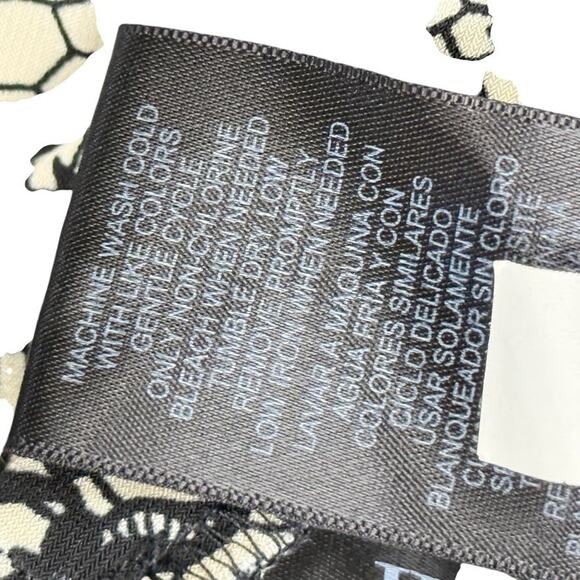 MACHINE WASH COLD
WITH LIKE COLORS
GENTLE CYCLE
ONLY NON-CHLORINE
BLEACH WHEN NEEDED
TUMBLE DRY LOW
REMOVE PROMPTLY
LOW IRON WHEN NEEDED
LAVAR A MAQUINA CON
AGUA FRIA Y CON
COLORES SIMILARES
CICLO DELICADO
USAR SOLAMENTE
BLANQUEADOR SIN CLORO